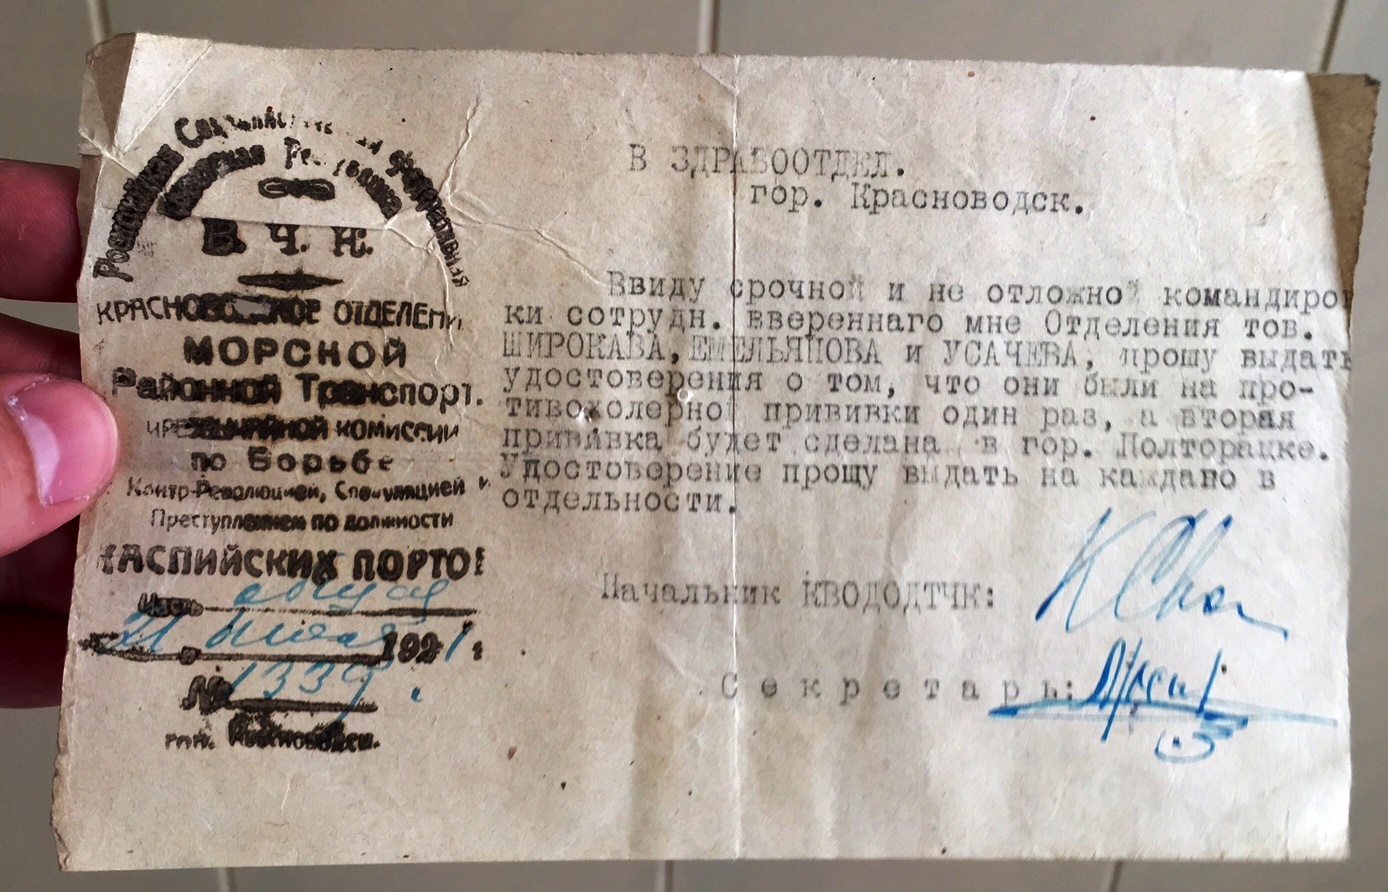 Российская Социалистическая Федеративная
Советская Республика
В. Ч. К.
КРАСНОВОДСКОЕ ОТДЕЛЕНИ
МОРСКОЙ
Районной Транспорт.
ЧРЕЗВЫЧАЙНОЙ КОМИССИИ
по Борьбе
Контр-Революцией, Спекуляцией и
Преступлением по должности
КАСПИЙСКИХ ПОРТОВ
21 1921 г
№ 1339.
гор. Красноводск.
В ЗДРАВООТДЕЛ.
гор. Красноводск.
Ввиду срочной и не отложной командиров
ки сотрудн. ввереннаго мне Отделения тов.
ШИРОКАВА, ЕМЕЛЬЯНОВА и УСАЧЕВА, прошу выдать
удостоверения о том, что они были на про-
тивохолерной прививки один раз, а вторая
прививка будет сделана в гор. Полторацке.
Удостоверение прошу выдать на каждаго в
отдельности.
Начальник КВОДОДТЧК:
Секретарь: